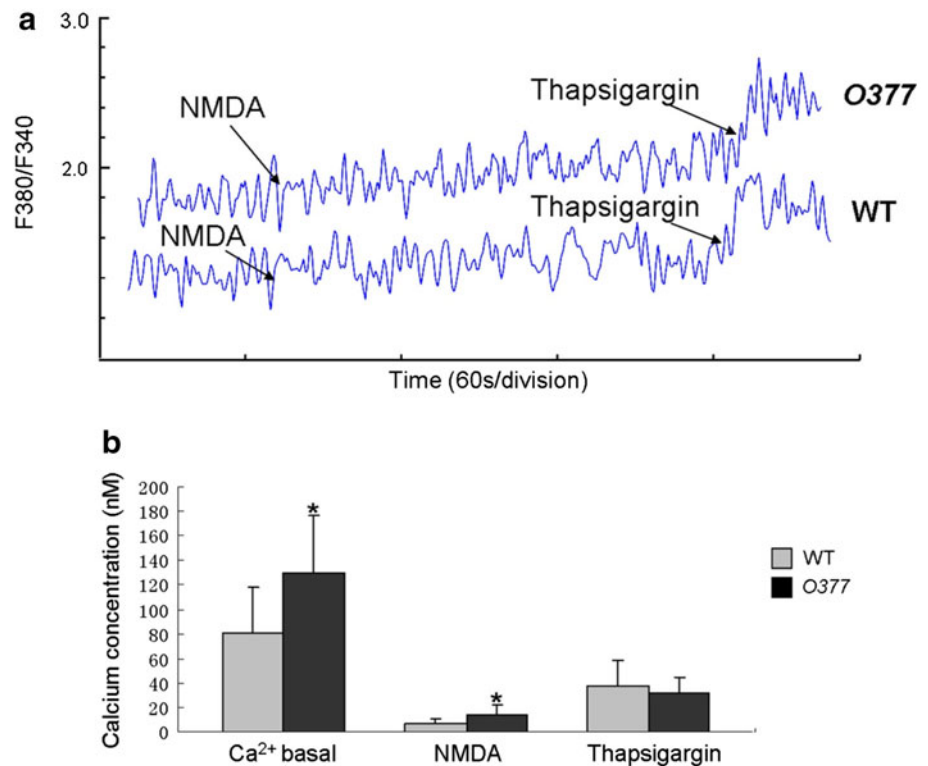 a
3.0
Thapsigargin
O377
NMDA
2.0
F380/F340
Thapsigargin
WT
NMDA
Time (60s/division)
b
Calcium concentration (nM)
200
180
160
140
120
100
80
60
40
20
0
*
*
WT
O377
Ca²⁺ basal
NMDA
Thapsigargin